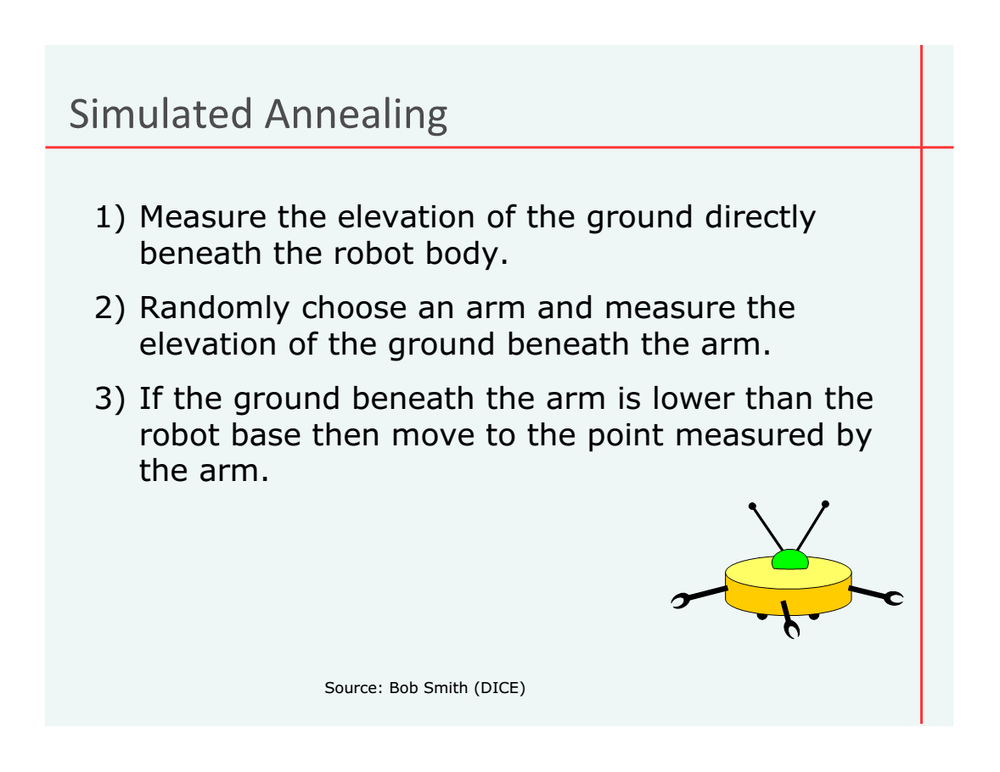 Simulated Annealing
1) Measure the elevation of the ground directly
beneath the robot body.
2) Randomly choose an arm and measure the
elevation of the ground beneath the arm.
3) If the ground beneath the arm is lower than the
robot base then move to the point measured by
the arm.
Source: Bob Smith (DICE)